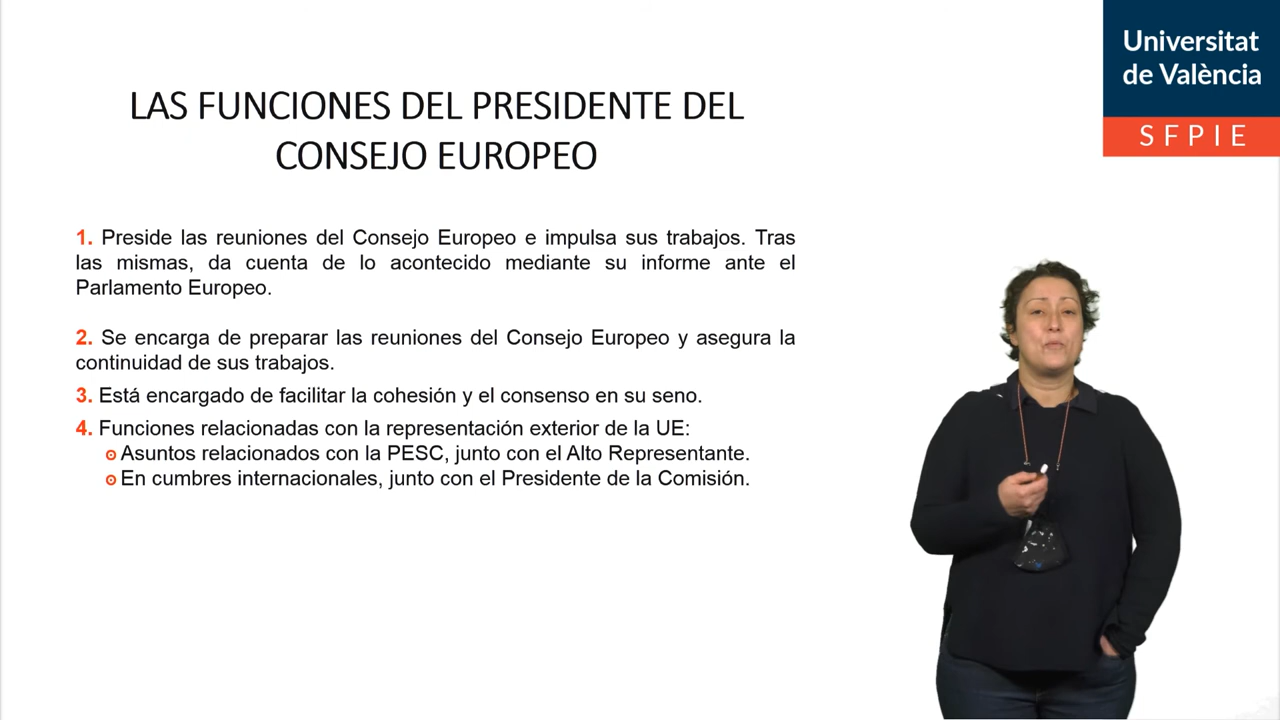 Universitat
de València
SFPIE
LAS FUNCIONES DEL PRESIDENTE DEL
CONSEJO EUROPEO
1. Preside las reuniones del Consejo Europeo e impulsa sus trabajos. Tras
las mismas, da cuenta de lo acontecido mediante su informe ante el
Parlamento Europeo.
2. Se encarga de preparar las reuniones del Consejo Europeo y asegura la
continuidad de sus trabajos.
3. Está encargado de facilitar la cohesión y el consenso en su seno.
4. Funciones relacionadas con la representación exterior de la UE:
Asuntos relacionados con la PESC, junto con el Alto Representante.
En cumbres internacionales, junto con el Presidente de la Comisión.